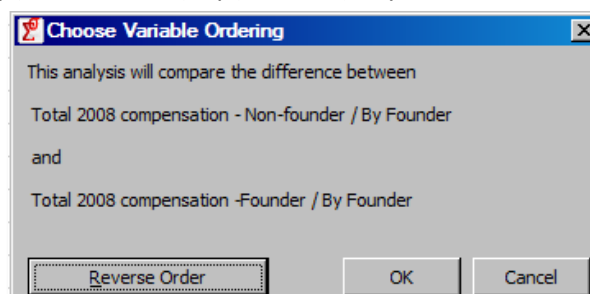 Choose Variable Ordering
This analysis will compare the difference between
Total 2008 compensation - Non-founder / By Founder
and
Total 2008 compensation -Founder / By Founder
Reverse Order OK Cancel